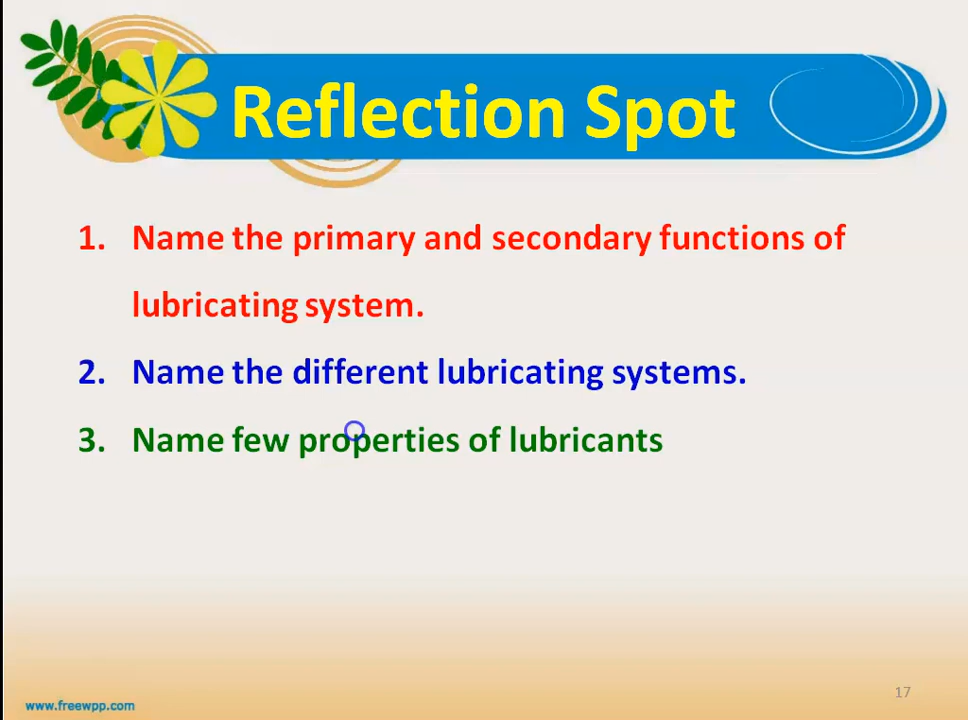 Reflection Spot
1. Name the primary and secondary functions of
lubricating system.
2. Name the different lubricating systems.
3. Name few properties of lubricants
17
www.freewpp.com